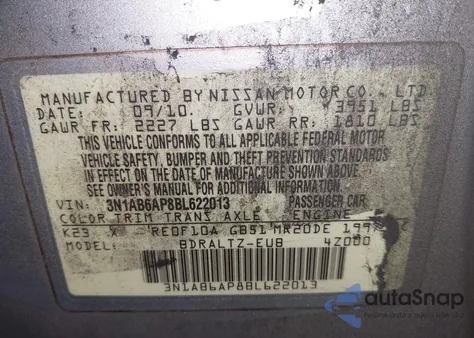 MANUFACTURED BY NISSAN MOTOR CO., LTD
DATE: 09/10 GVWR: 3951 LBS
GAWR FR: 2227 LBS GAWR RR: 1810 LBS
THIS VEHICLE CONFORMS TO ALL APPLICABLE FEDERAL MOTOR
VEHICLE SAFETY, BUMPER AND THEFT PREVENTION STANDARDS
IN EFFECT ON THE DATE OF MANUFACTURE SHOWN ABOVE.
SEE OWNER'S MANUAL FOR ADDITIONAL INFORMATION
VIN: 3N1AB6AP8BL622013 PASSENGER CAR
COLOR TRIM TRANS AXLE ENGINE
K23 RE0F10A GB51 MR20DE 199
MODEL: BDRALTZ-EUB 4Z000
3N1AB6AP8BL622013
autaSnap